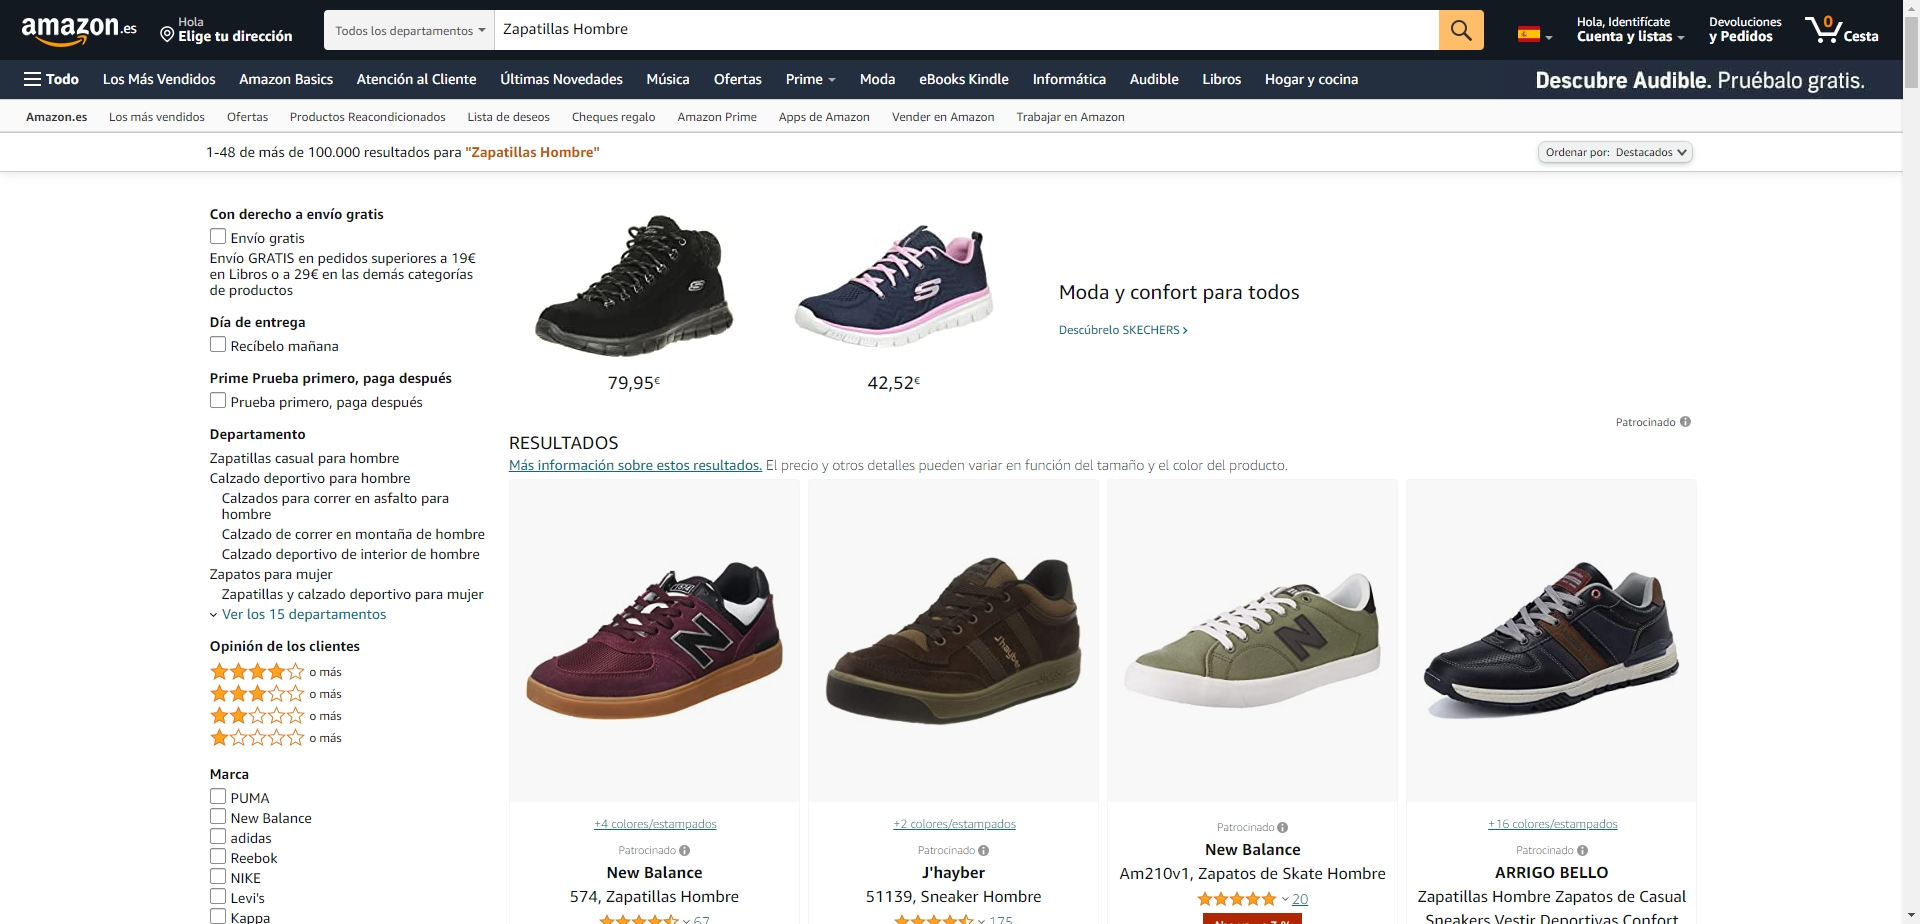 amazon.es
Hola
Elige tu dirección
Todos los departamentos
Zapatillas Hombre
Hola, Identifícate
Cuenta y listas
Devoluciones
y Pedidos
0
Cesta
Todo
Los Más Vendidos
Amazon Basics
Atención al Cliente
Últimas Novedades
Música
Ofertas
Prime
Moda
eBooks Kindle
Informática
Audible
Libros
Hogar y cocina
Descubre Audible. Pruébalo gratis.
Amazon.es
Los más vendidos
Ofertas
Productos Reacondicionados
Lista de deseos
Cheques regalo
Amazon Prime
Apps de Amazon
Vender en Amazon
Trabajar en Amazon
1-48 de más de 100.000 resultados para "Zapatillas Hombre"
Ordenar por: Destacados
Con derecho a envío gratis
Envío gratis
Envío GRATIS en pedidos superiores a 19€
en Libros o a 29€ en las demás categorías
de productos
Día de entrega
Recíbelo mañana
Prime Prueba primero, paga después
Prueba primero, paga después
Departamento
Zapatillas casual para hombre
Calzado deportivo para hombre
Calzados para correr en asfalto para
hombre
Calzado de correr en montaña de hombre
Calzado deportivo de interior de hombre
Zapatos para mujer
Zapatillas y calzado deportivo para mujer
Ver los 15 departamentos
Opinión de los clientes
o más
o más
o más
o más
Marca
PUMA
New Balance
adidas
Reebok
NIKE
Levi's
Kappa
79,95€
42,52€
Moda y confort para todos
Descúbrelo SKECHERS ›
Patrocinado
RESULTADOS
Más información sobre estos resultados. El precio y otros detalles pueden variar en función del tamaño y el color del producto.
J'hayber
+4 colores/estampados
Patrocinado
New Balance
574, Zapatillas Hombre
67
+2 colores/estampados
Patrocinado
J'hayber
51139, Sneaker Hombre
175
Patrocinado
New Balance
Am210v1, Zapatos de Skate Hombre
20
+16 colores/estampados
Patrocinado
ARRIGO BELLO
Zapatillas Hombre Zapatos de Casual
Sneakers Vestir Deportivas Confort